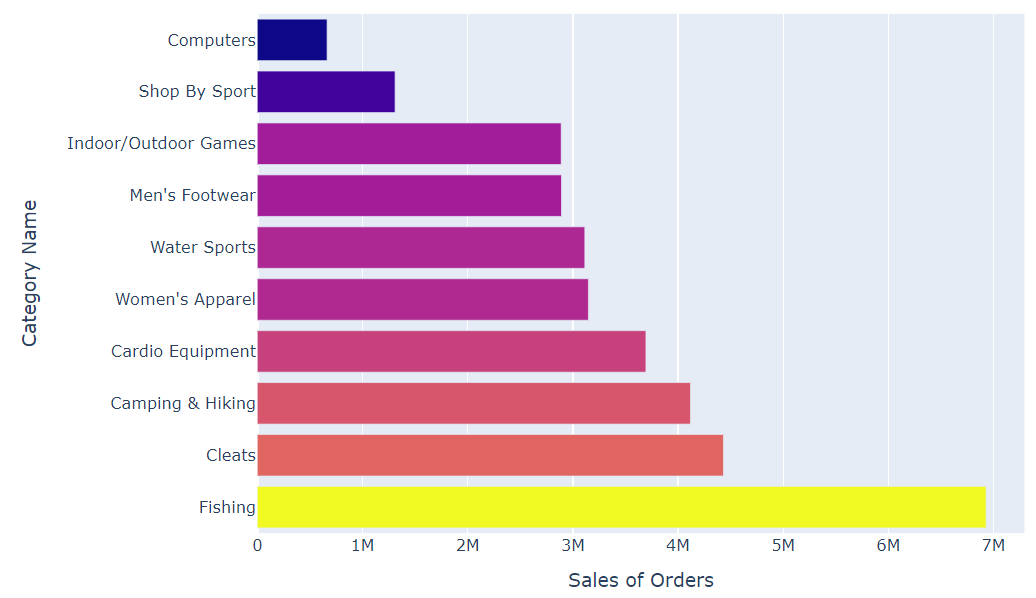 Computers
Shop By Sport
Indoor/Outdoor Games
Men's Footwear
Water Sports
Women's Apparel
Cardio Equipment
Camping & Hiking
Cleats
Fishing
Category Name
0 1M 2M 3M 4M 5M 6M 7M
Sales of Orders